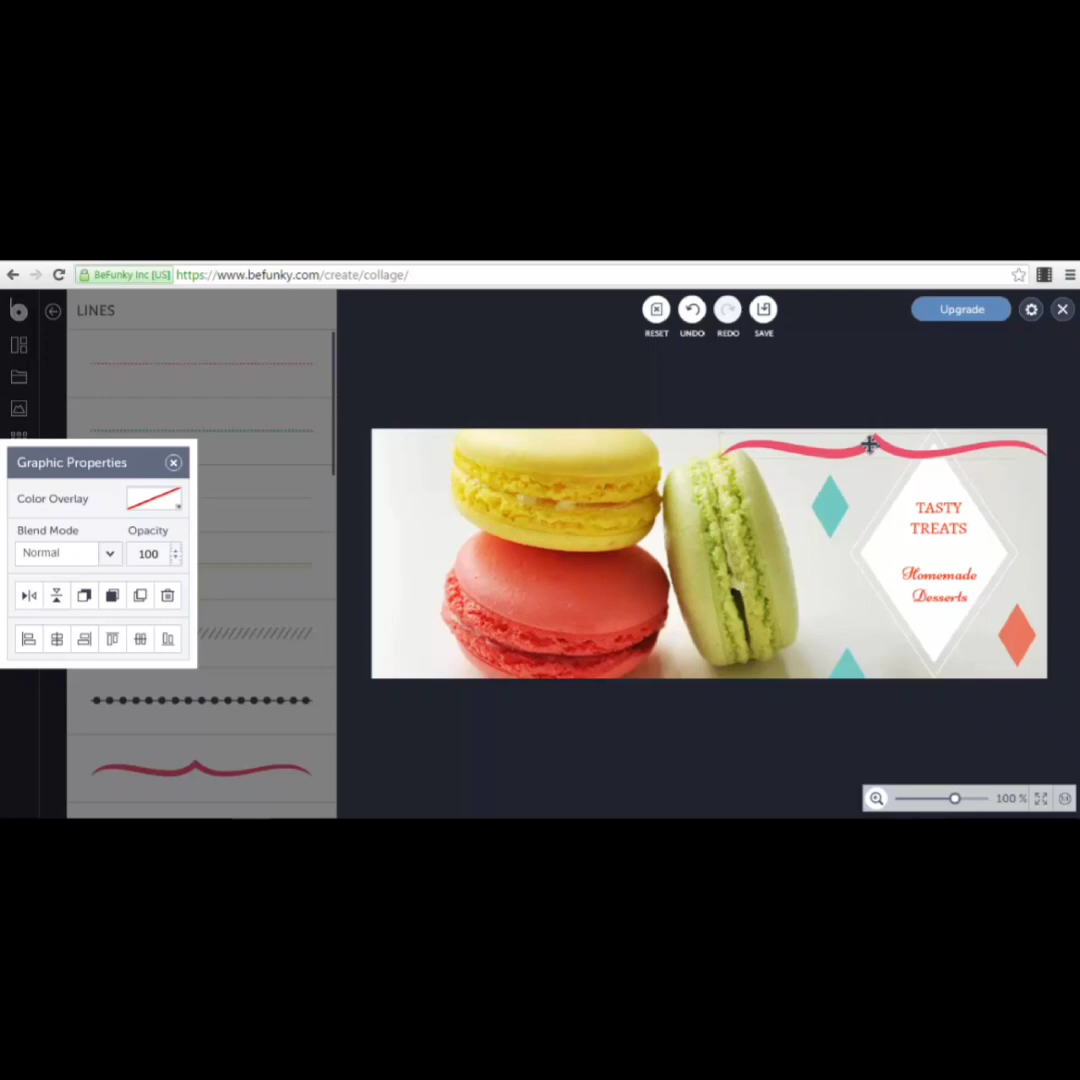 BeFunky Inc [US] https://www.befunky.com/create/collage/
LINES
RESET UNDO REDO SAVE
Upgrade
Graphic Properties
Color Overlay
Blend Mode Opacity
Normal 100
TASTY
TREATS
Homemade
Desserts
100 %